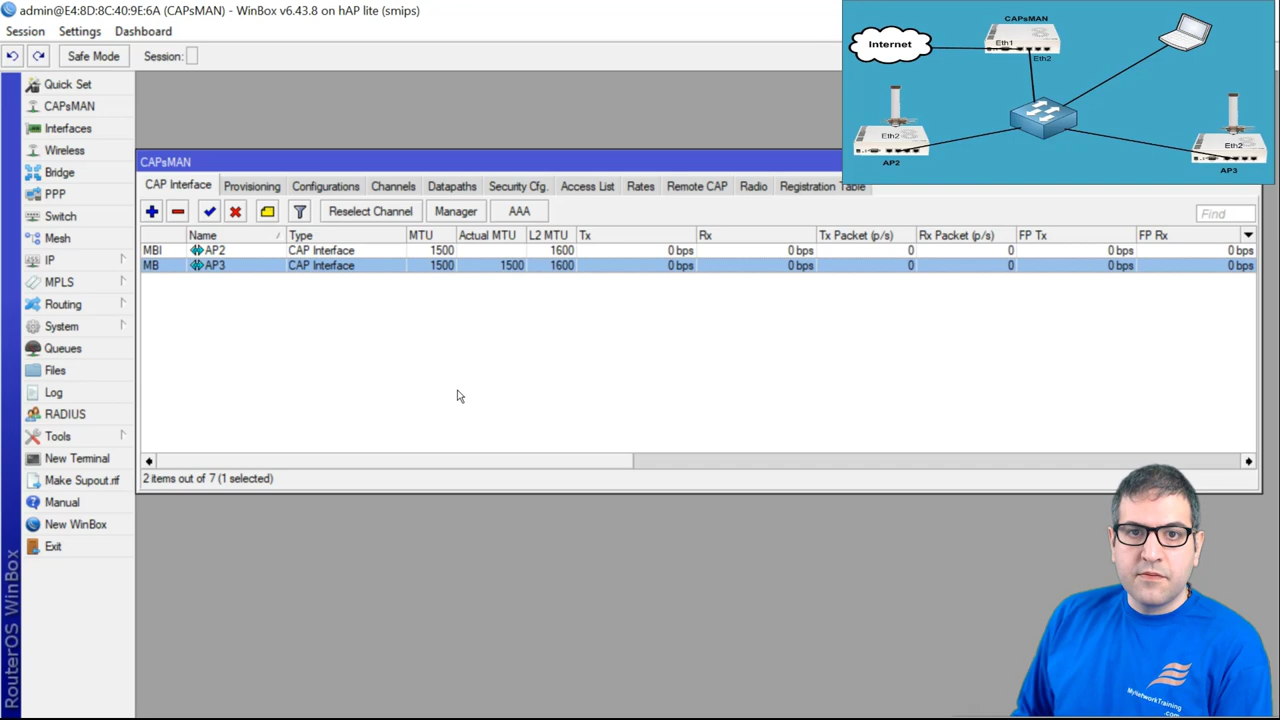 admin@E4:8D:8C:40:9E:6A (CAPsMAN) - WinBox v6.43.8 on hAP lite (smips)
Session Settings Dashboard
Safe Mode Session:
Quick Set
CAPsMAN
Interfaces
Wireless
Bridge
PPP
Switch
Mesh
IP
MPLS
Routing
System
Queues
Files
Log
RADIUS
Tools
New Terminal
Make Supout.rif
Manual
New WinBox
Exit
RouterOS WinBox
CAPsMAN
CAP Interface Provisioning Configurations Channels Datapaths Security Cfg. Access List Rates Remote CAP Radio Registration Table
Reselect Channel Manager AAA Find
Name / Type MTU Actual MTU L2 MTU Tx Rx Tx Packet (p/s) Rx Packet (p/s) FP Tx FP Rx
MBI AP2 CAP Interface 1500 1600 0 bps 0 bps 0 0 0 bps 0 bps
MB AP3 CAP Interface 1500 1500 1600 0 bps 0 bps 0 0 0 bps 0 bps
2 items out of 7 (1 selected)
CAPsMAN
Internet
Eth1
Eth2
Eth2
AP2
Eth2
AP3
MyNetworkTraining
.com